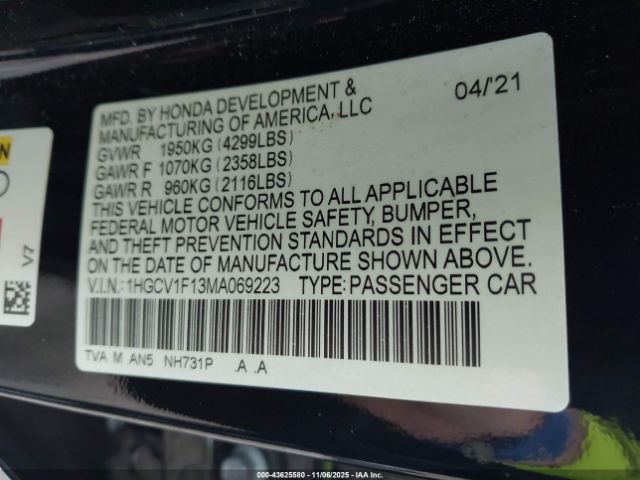 MFD. BY HONDA DEVELOPMENT & 04/'21
MANUFACTURING OF AMERICA, LLC
GVWR 1950KG (4299LBS)
GAWR F 1070KG (2358LBS)
GAWR R 960KG (2116LBS)
THIS VEHICLE CONFORMS TO ALL APPLICABLE
FEDERAL MOTOR VEHICLE SAFETY, BUMPER,
AND THEFT PREVENTION STANDARDS IN EFFECT
ON THE DATE OF MANUFACTURE SHOWN ABOVE.
V.I.N.: 1HGCV1F13MA069223 TYPE: PASSENGER CAR
TVA M AN5 NH731P .A .A
V7
000-43625580 - 11/06/2025 - IAA Inc.